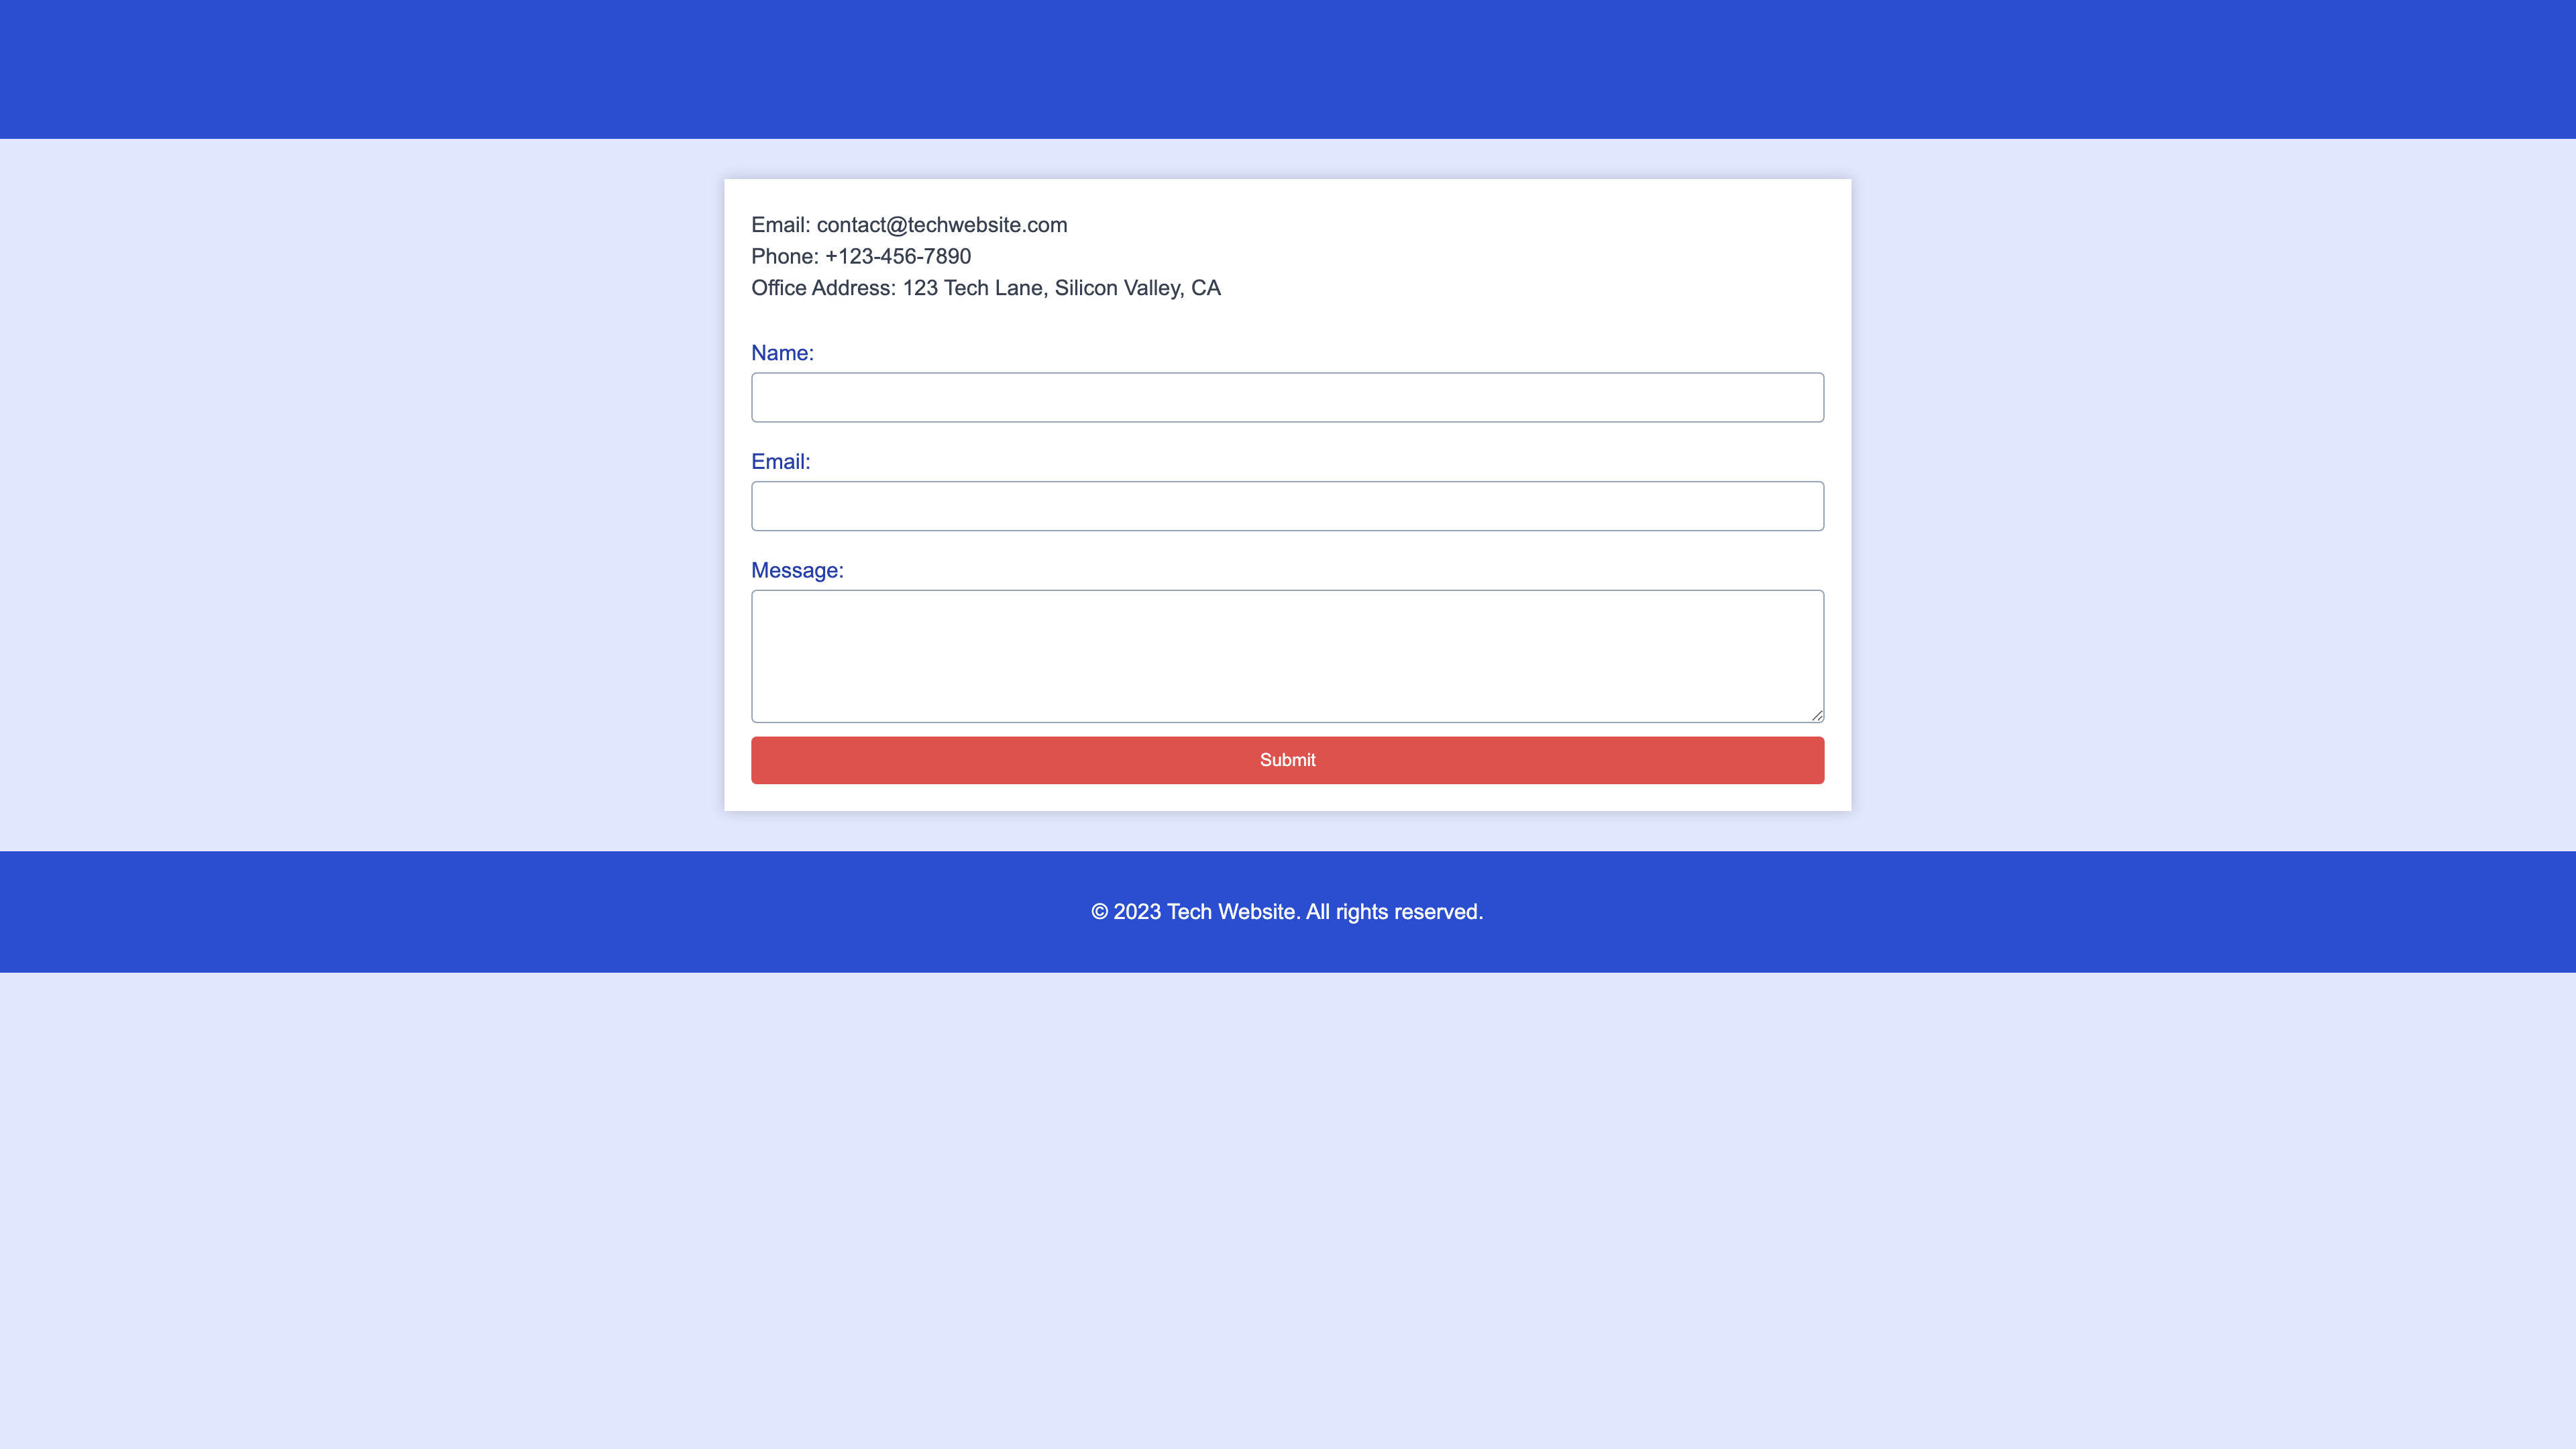 Email: contact@techwebsite.com
Phone: +123-456-7890
Office Address: 123 Tech Lane, Silicon Valley, CA
Name:
Email:
Message:
Submit
© 2023 Tech Website. All rights reserved.